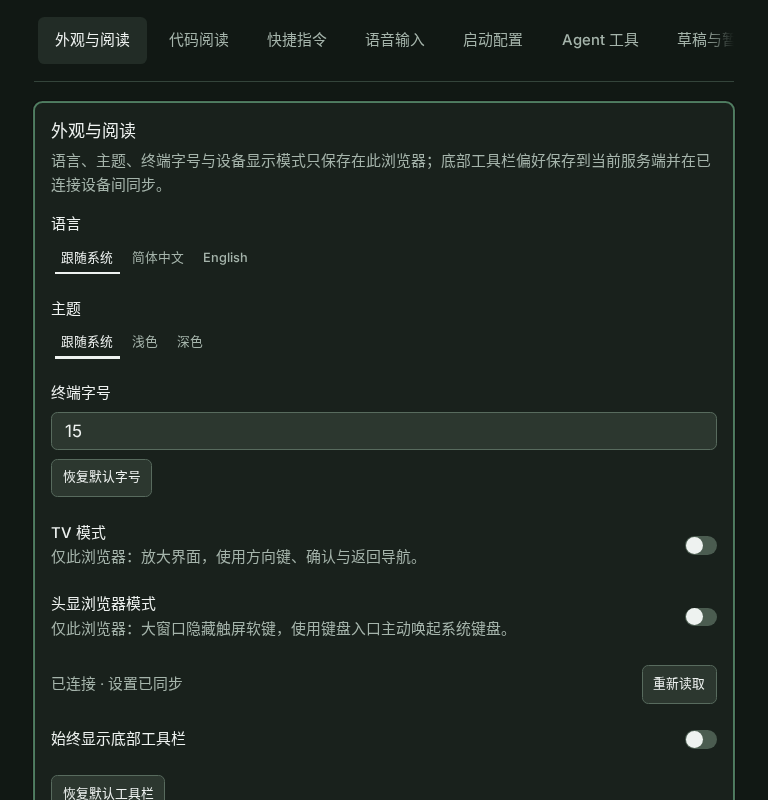 外观与阅读 代码阅读 快捷指令 语音输入 启动配置 Agent 工具 草稿与
外观与阅读
语言、主题、终端字号与设备显示模式只保存在此浏览器；底部工具栏偏好保存到当前服务端并在已
连接设备间同步。
语言
跟随系统 简体中文 English
主题
跟随系统 浅色 深色
终端字号
15
恢复默认字号
TV 模式
仅此浏览器：放大界面，使用方向键、确认与返回导航。
头显浏览器模式
仅此浏览器：大窗口隐藏触屏软键，使用键盘入口主动唤起系统键盘。
已连接 · 设置已同步 重新读取
始终显示底部工具栏
恢复默认工具栏